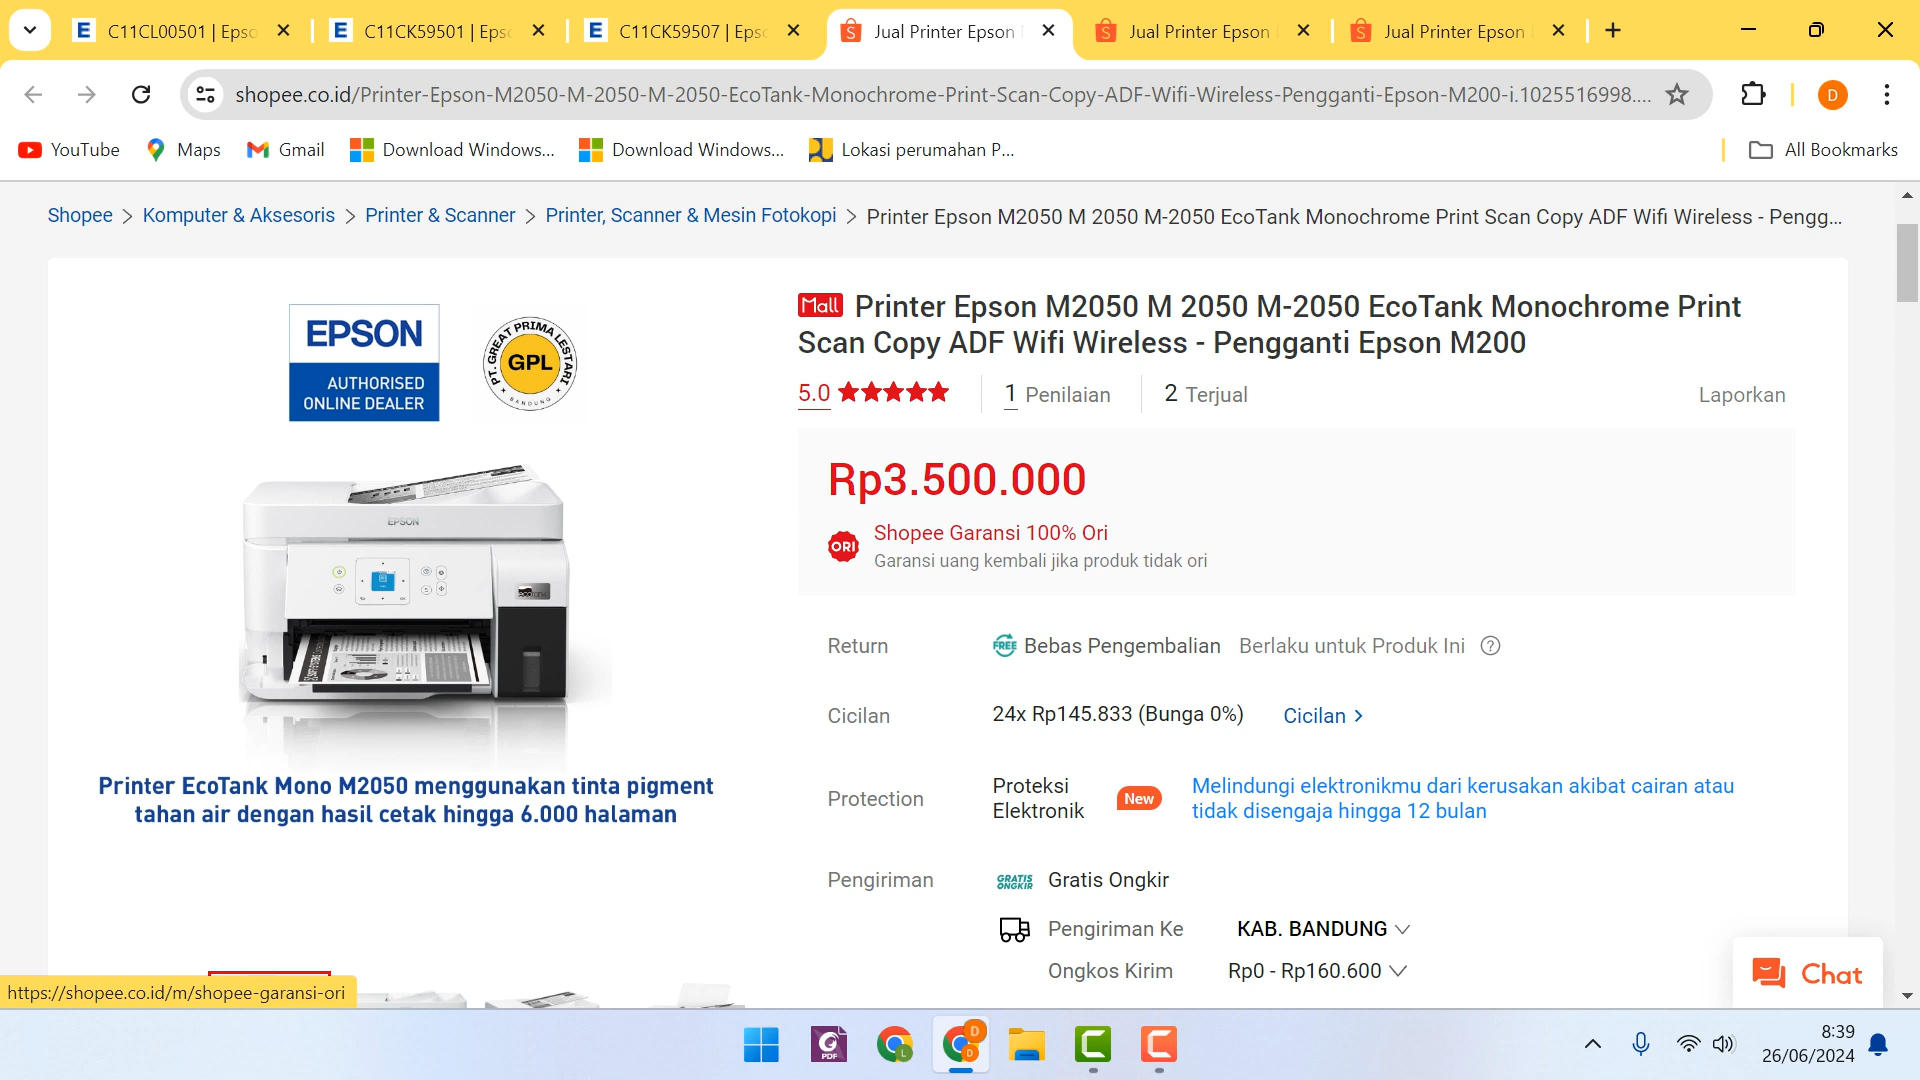 C11CL00501 | Epso
C11CK59501 | Epso
C11CK59507 | Epso
Jual Printer Epson
Jual Printer Epson
Jual Printer Epson
shopee.co.id/Printer-Epson-M2050-M-2050-M-2050-EcoTank-Monochrome-Print-Scan-Copy-ADF-Wifi-Wireless-Pengganti-Epson-M200-i.1025516998....
D
YouTube
Maps
Gmail
Download Windows...
Download Windows...
Lokasi perumahan P...
All Bookmarks
Shopee > Komputer & Aksesoris > Printer & Scanner > Printer, Scanner & Mesin Fotokopi > Printer Epson M2050 M 2050 M-2050 EcoTank Monochrome Print Scan Copy ADF Wifi Wireless - Pengg...
EPSON
AUTHORISED
ONLINE DEALER
PT. GREAT PRIMA LESTARI
GPL
BANDUNG
EPSON
Printer EcoTank Mono M2050 menggunakan tinta pigment
tahan air dengan hasil cetak hingga 6.000 halaman
Mall Printer Epson M2050 M 2050 M-2050 EcoTank Monochrome Print
Scan Copy ADF Wifi Wireless - Pengganti Epson M200
5.0
1 Penilaian
2 Terjual
Laporkan
Rp3.500.000
ORI
Shopee Garansi 100% Ori
Garansi uang kembali jika produk tidak ori
Return
FREE Bebas Pengembalian Berlaku untuk Produk Ini ?
Cicilan
24x Rp145.833 (Bunga 0%)
Cicilan >
Protection
Proteksi
Elektronik
New
Melindungi elektronikmu dari kerusakan akibat cairan atau
tidak disengaja hingga 12 bulan
Pengiriman
GRATIS
ONGKIR
Gratis Ongkir
Pengiriman Ke
KAB. BANDUNG
Ongkos Kirim
Rp0 - Rp160.600
Chat
https://shopee.co.id/m/shopee-garansi-ori
PDF
L
D
D
8:39
26/06/2024